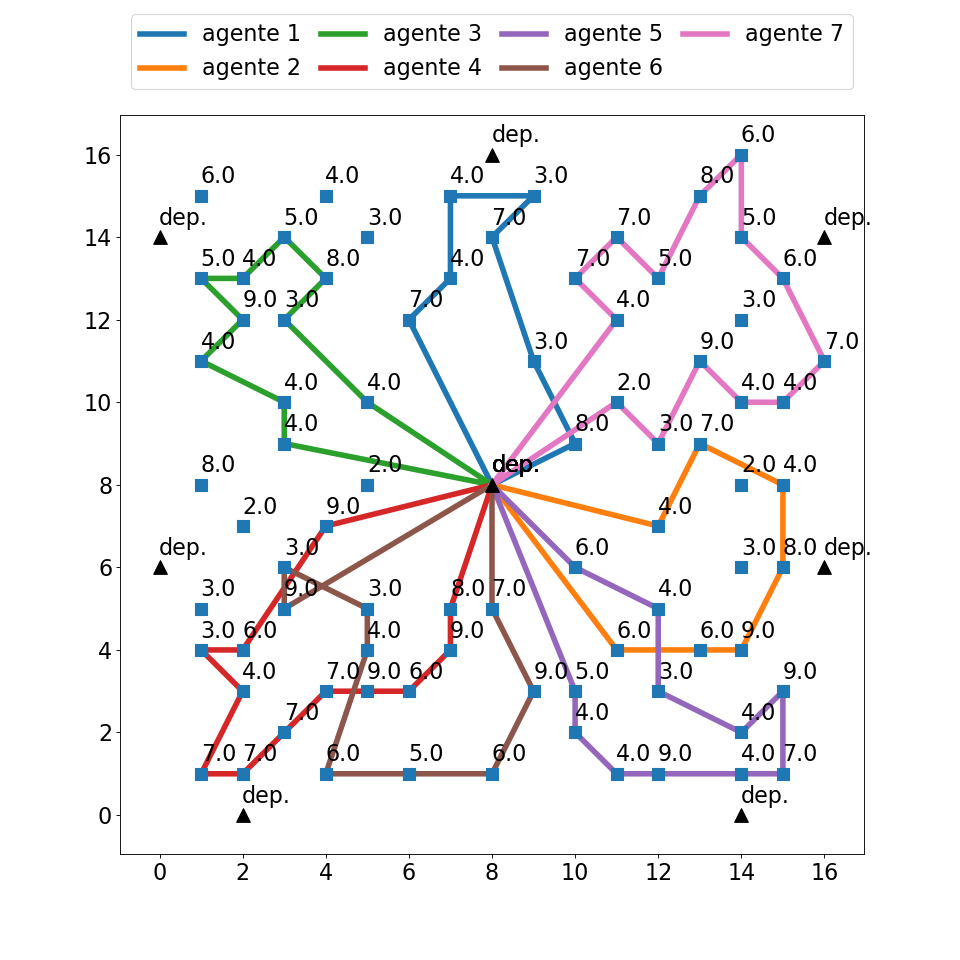 agente 1 agente 3 agente 5 agente 7
agente 2 agente 4 agente 6
6.0
dep.
16
6.0 4.0 4.0 3.0 8.0
dep. 5.0 3.0 7.0 7.0 5.0 dep.
14
5.0 4.0 8.0 4.0 7.0 5.0 6.0
9.0 3.0 7.0 4.0 3.0
12
4.0 3.0 9.0 7.0
4.0 4.0 2.0 4.0 4.0
10
4.0 8.0 3.0 7.0
8.0 2.0 dep. 2.0 4.0
8
2.0 9.0 4.0
dep. 3.0 6.0 3.0 8.0 dep.
6
3.0 9.0 3.0 8.0 7.0 4.0
3.0 6.0 4.0 9.0 6.0 6.0 9.0
4
4.0 7.0 9.0 6.0 9.0 5.0 3.0 9.0
7.0 4.0 4.0
2
7.0 7.0 6.0 5.0 6.0 4.0 9.0 4.0 7.0
dep. dep.
0
0 2 4 6 8 10 12 14 16